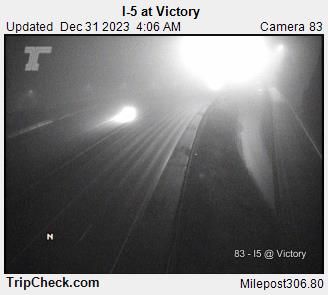 I-5 at Victory
Updated Dec 31 2023 4:06 AM Camera 83
T
N
83 - I5 @ Victory
TripCheck.com Milepost306.80